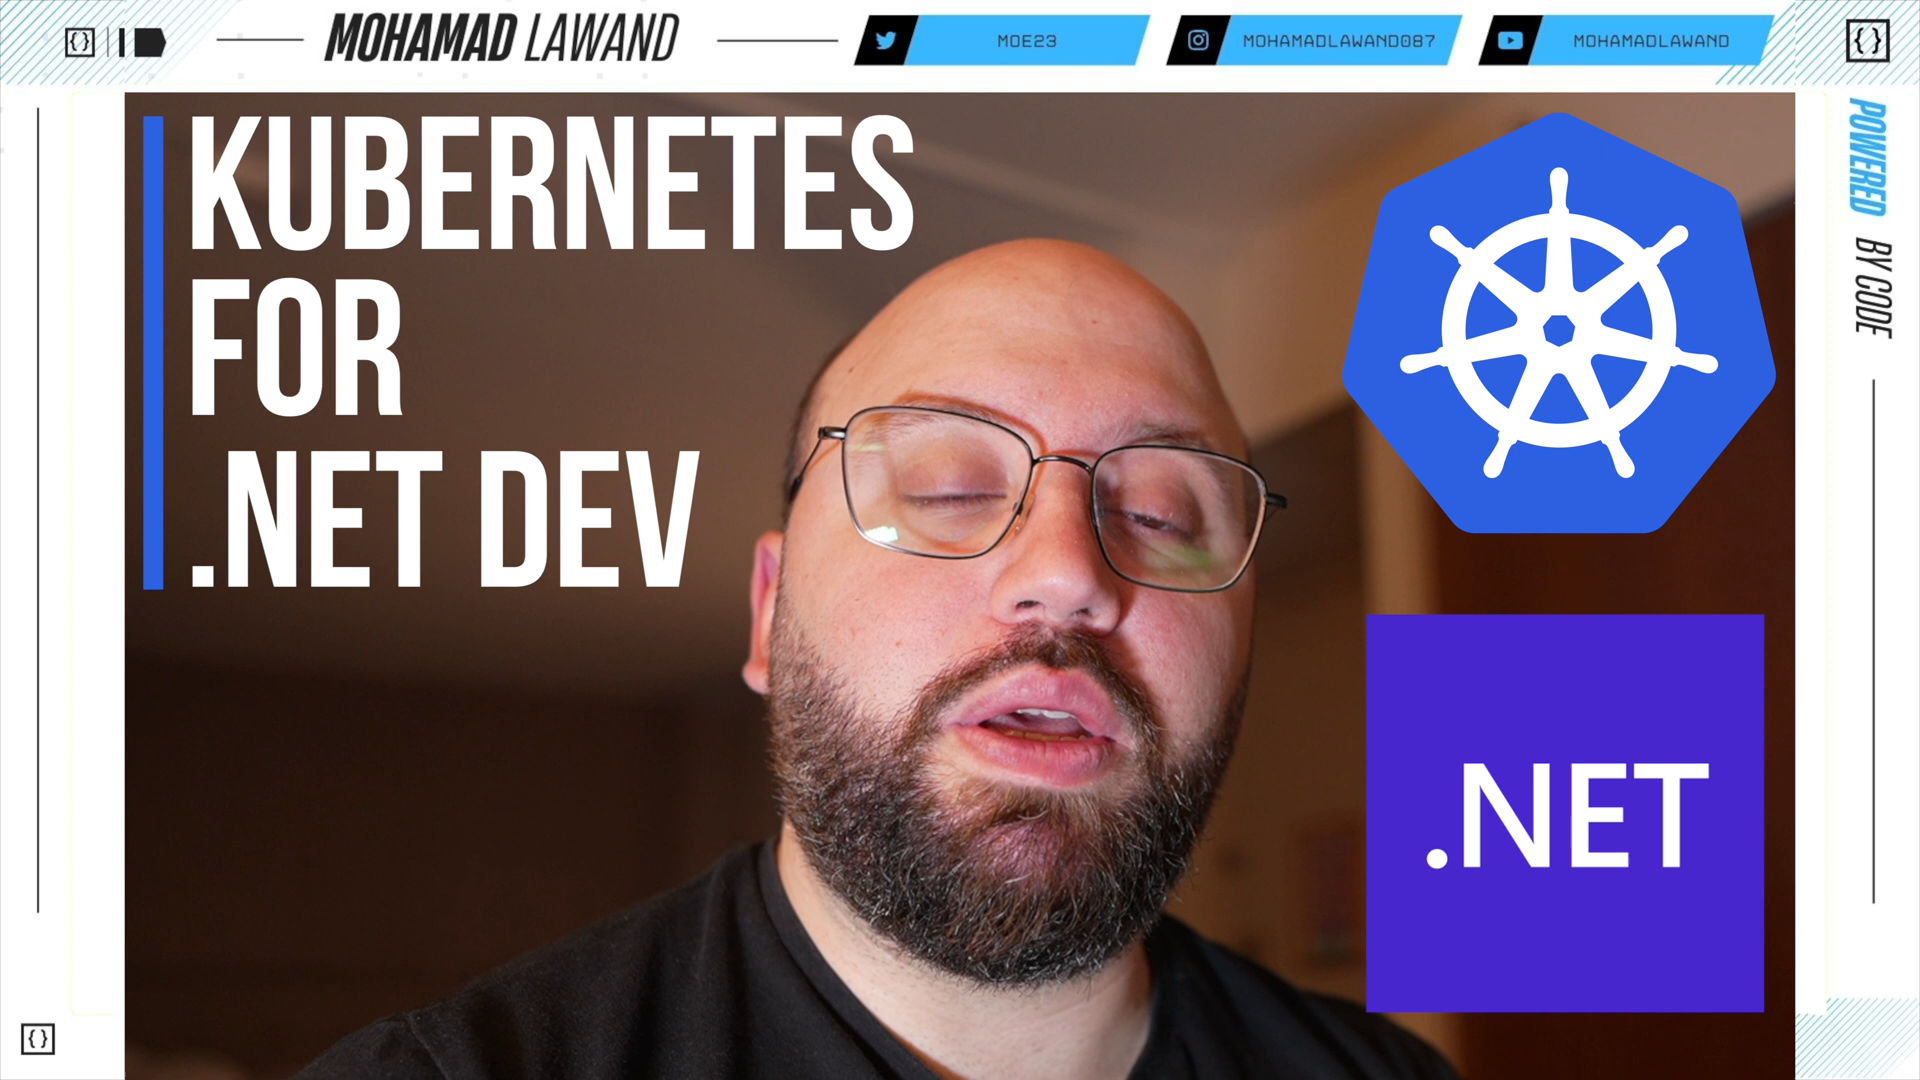 MOHAMAD LAWAND
MOE23
MOHAMADLAWAND087
MOHAMADLAWAND
{}
{}
POWERED BY CODE
KUBERNETES
FOR
.NET DEV
.NET
{}